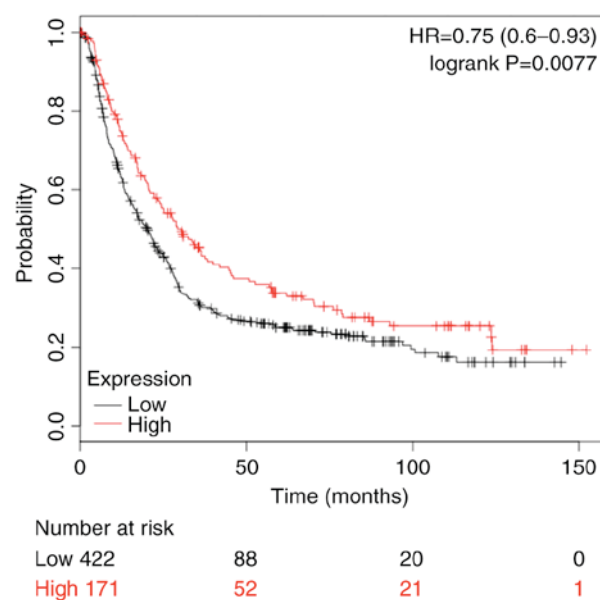 HR=0.75 (0.6–0.93)
logrank P=0.0077
Probability
1.0
0.8
0.6
0.4
0.2
0.0
Expression
Low
High
0 50 100 150
Time (months)
Number at risk
Low 422 88 20 0
High 171 52 21 1